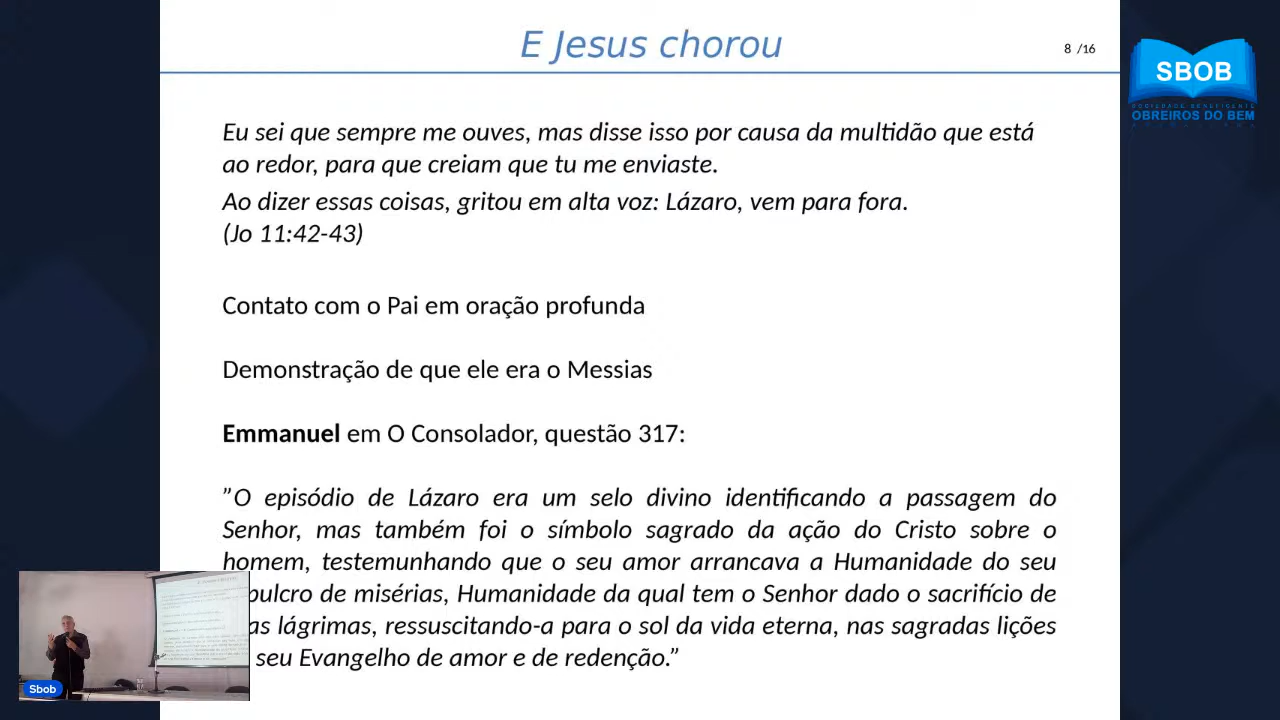 E Jesus chorou
8 /16
SBOB
SOCIEDADE BENEFICENTE
OBREIROS DO BEM
Eu sei que sempre me ouves, mas disse isso por causa da multidão que está
ao redor, para que creiam que tu me enviaste.
Ao dizer essas coisas, gritou em alta voz: Lázaro, vem para fora.
(Jo 11:42-43)
Contato com o Pai em oração profunda
Demonstração de que ele era o Messias
Emmanuel em O Consolador, questão 317:
”O episódio de Lázaro era um selo divino identificando a passagem do
Senhor, mas também foi o símbolo sagrado da ação do Cristo sobre o
homem, testemunhando que o seu amor arrancava a Humanidade do seu
pulcro de misérias, Humanidade da qual tem o Senhor dado o sacrifício de
as lágrimas, ressuscitando-a para o sol da vida eterna, nas sagradas lições
seu Evangelho de amor e de redenção.”
Sbob